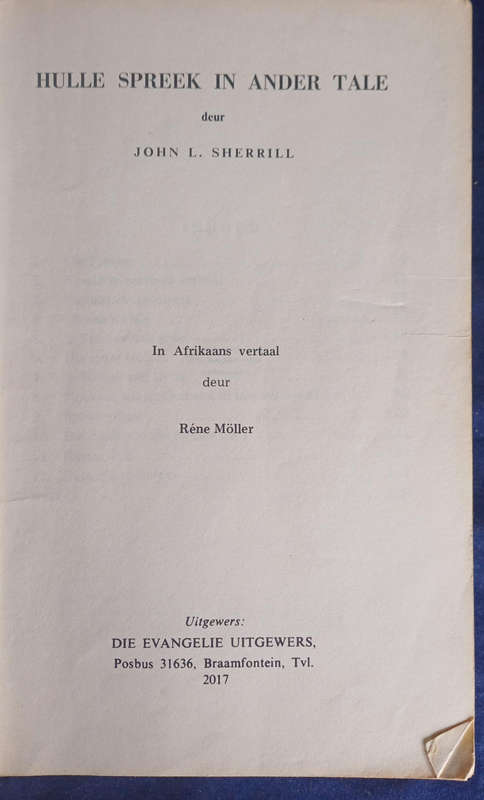 HULLE SPREEK IN ANDER TALE
deur
JOHN L. SHERRILL
In Afrikaans vertaal
deur
Réne Möller
Uitgewers:
DIE EVANGELIE UITGEWERS,
Posbus 31636, Braamfontein, Tvl.
2017